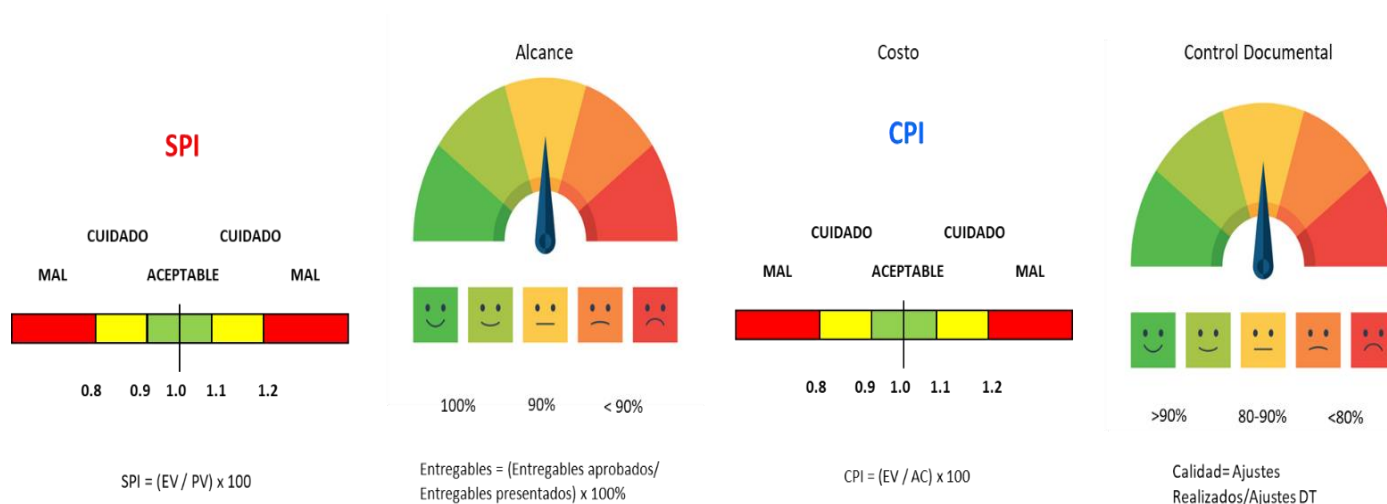 SPI
CUIDADO CUIDADO
MAL ACEPTABLE MAL
0.8 0.9 1.0 1.1 1.2
SPI = (EV / PV) x 100
Alcance
100% 90% < 90%
Entregables = (Entregables aprobados/
Entregables presentados) x 100%
Costo
CPI
CUIDADO CUIDADO
MAL ACEPTABLE MAL
0.8 0.9 1.0 1.1 1.2
CPI = (EV / AC) x 100
Control Documental
>90% 80-90% <80%
Calidad= Ajustes
Realizados/Ajustes DT